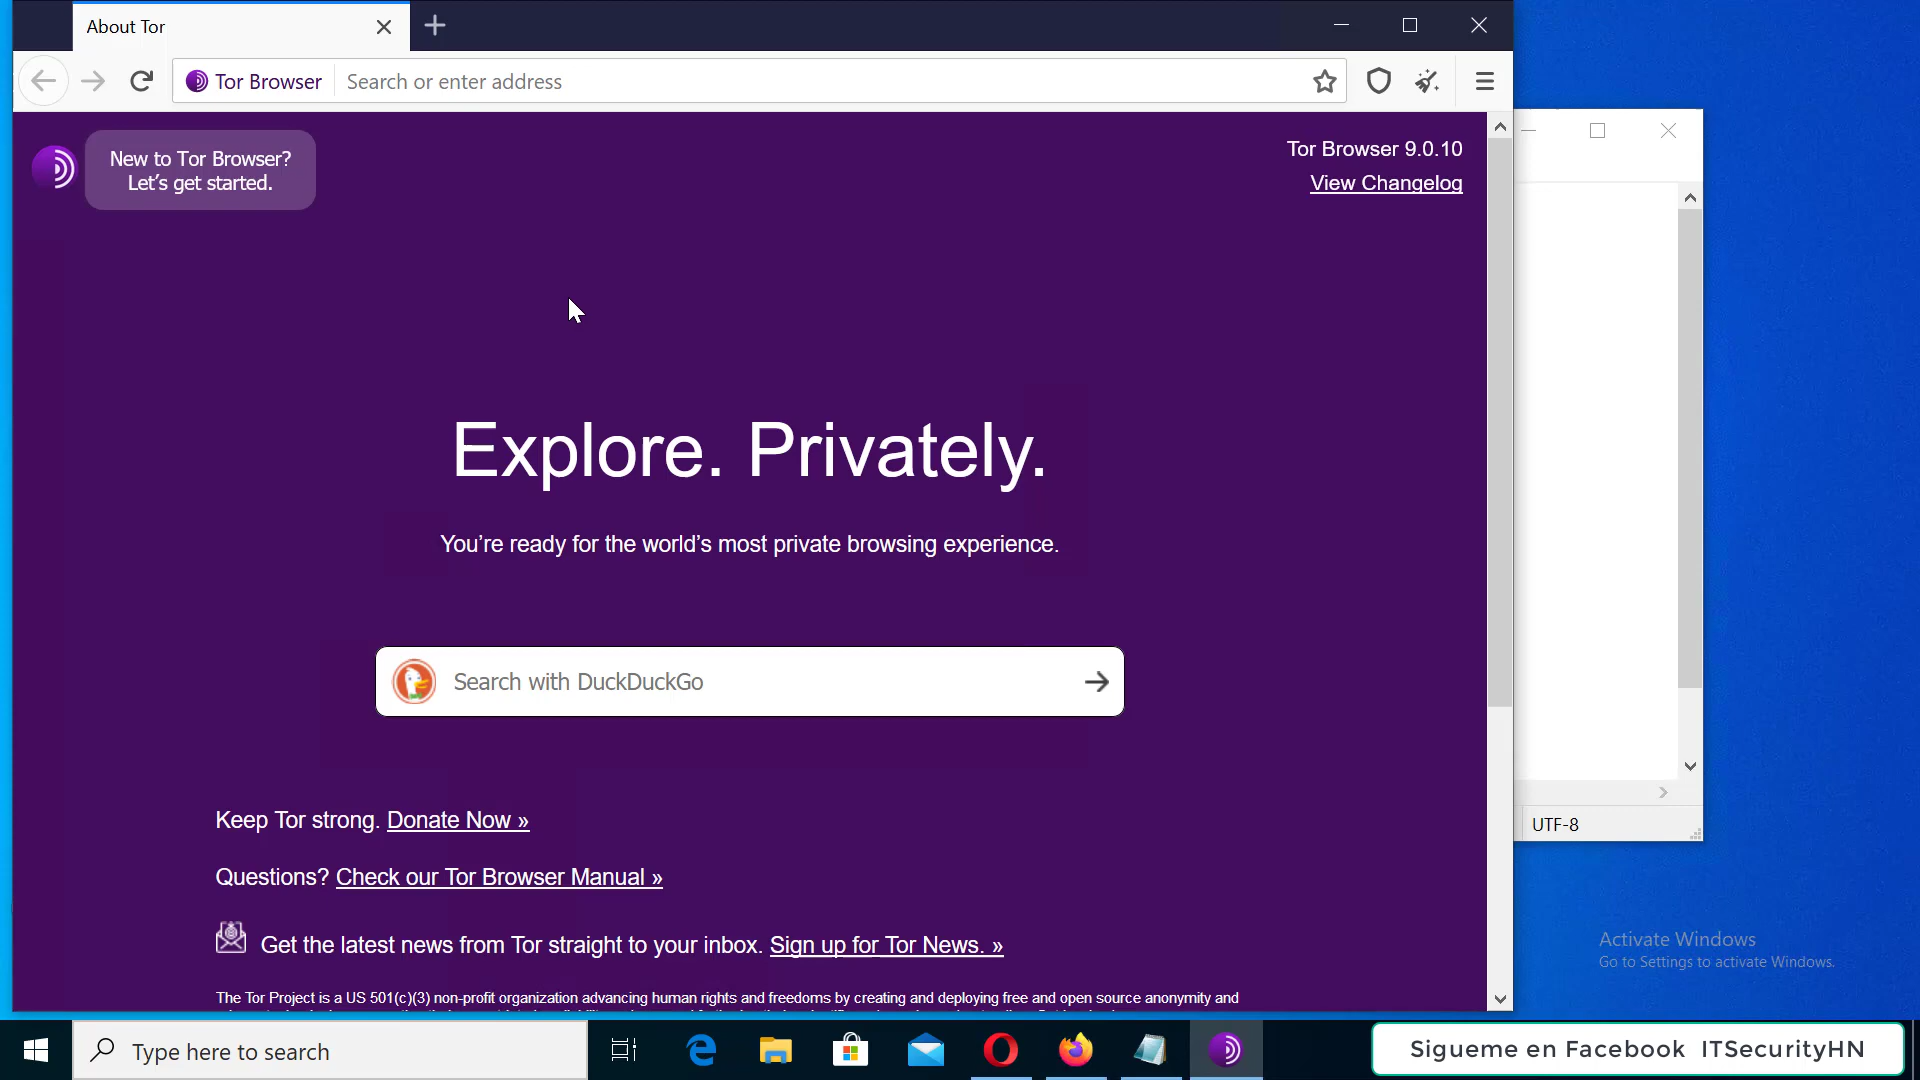 About Tor
Tor Browser
Search or enter address
New to Tor Browser?
Let's get started.
Tor Browser 9.0.10
View Changelog
Explore. Privately.
You're ready for the world's most private browsing experience.
Search with DuckDuckGo
Keep Tor strong. Donate Now »
Questions? Check our Tor Browser Manual »
Get the latest news from Tor straight to your inbox. Sign up for Tor News. »
The Tor Project is a US 501(c)(3) non-profit organization advancing human rights and freedoms by creating and deploying free and open source anonymity and
UTF-8
Activate Windows
Go to Settings to activate Windows.
Type here to search
Sigueme en Facebook ITSecurityHN